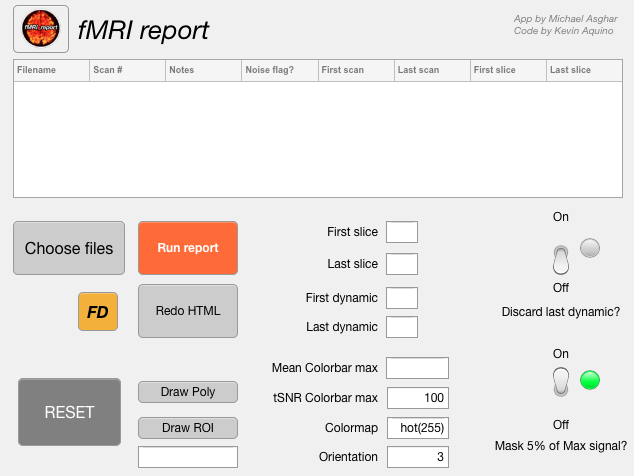 fMRI report
fMRI report
App by Michael Asghar
Code by Kevin Aquino
Filename Scan # Notes Noise flag? First scan Last scan First slice Last slice
Choose files
Run report
FD
Redo HTML
RESET
Draw Poly
Draw ROI
First slice
Last slice
First dynamic
Last dynamic
Mean Colorbar max
tSNR Colorbar max 100
Colormap hot(255)
Orientation 3
On
Off
Discard last dynamic?
On
Off
Mask 5% of Max signal?